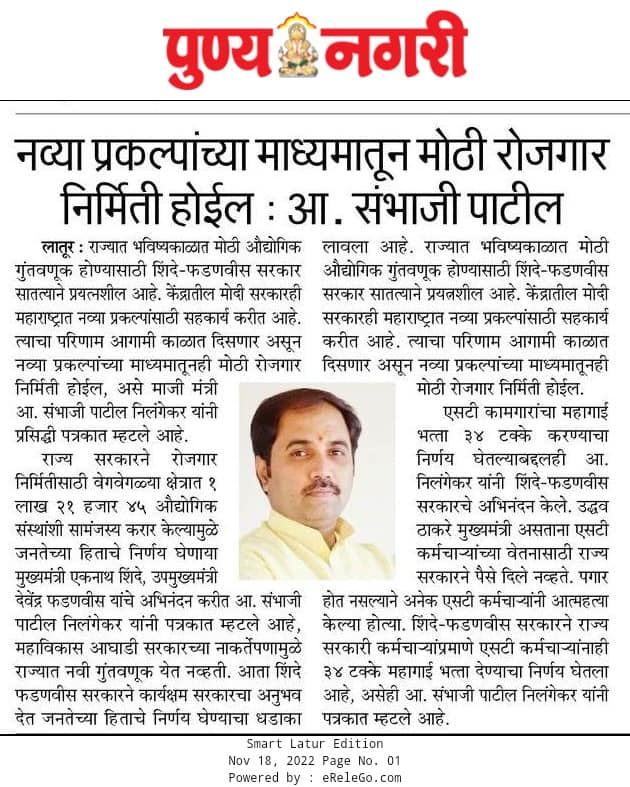 पुण्य नगरी
नव्या प्रकल्पांच्या माध्यमातून मोठी रोजगार
निर्मिती होईल : आ. संभाजी पाटील
लातूर : राज्यात भविष्यकाळात मोठी औद्योगिक
गुंतवणूक होण्यासाठी शिंदे-फडणवीस सरकार
सातत्याने प्रयत्नशील आहे. केंद्रातील मोदी सरकारही
महाराष्ट्रात नव्या प्रकल्पांसाठी सहकार्य करीत आहे.
त्याचा परिणाम आगामी काळात दिसणार असून
नव्या प्रकल्पांच्या माध्यमातूनही मोठी रोजगार
निर्मिती होईल, असे माजी मंत्री
आ. संभाजी पाटील निलंगेकर यांनी
प्रसिद्धी पत्रकात म्हटले आहे.
राज्य सरकारने रोजगार
निर्मितीसाठी वेगवेगळ्या क्षेत्रात १
लाख २१ हजार ४५ औद्योगिक
संस्थांशी सामंजस्य करार केल्यामुळे
जनतेच्या हिताचे निर्णय घेणाया
मुख्यमंत्री एकनाथ शिंदे, उपमुख्यमंत्री
देवेंद्र फडणवीस यांचे अभिनंदन करीत आ. संभाजी
पाटील निलंगेकर यांनी पत्रकात म्हटले आहे,
महाविकास आघाडी सरकारच्या नाकर्तेपणामुळे
राज्यात नवी गुंतवणूक येत नव्हती. आता शिंदे
फडणवीस सरकारने कार्यक्षम सरकारचा अनुभव
देत जनतेच्या हिताचे निर्णय घेण्याचा धडाका
लावला आहे. राज्यात भविष्यकाळात मोठी
औद्योगिक गुंतवणूक होण्यासाठी शिंदे-फडणवीस
सरकार सातत्याने प्रयत्नशील आहे. केंद्रातील मोदी
सरकारही महाराष्ट्रात नव्या प्रकल्पांसाठी सहकार्य
करीत आहे. त्याचा परिणाम आगामी काळात
दिसणार असून नव्या प्रकल्पांच्या माध्यमातूनही
मोठी रोजगार निर्मिती होईल.
एसटी कामगारांचा महागाई
भत्ता ३४ टक्के करण्याचा
निर्णय घेतल्याबद्दलही आ.
निलंगेकर यांनी शिंदे-फडणवीस
सरकारचे अभिनंदन केले. उद्धव
ठाकरे मुख्यमंत्री असताना एसटी
कर्मचाऱ्यांच्या वेतनासाठी राज्य
सरकारने पैसे दिले नव्हते. पगार
होत नसल्याने अनेक एसटी कर्मचाऱ्यांनी आत्महत्या
केल्या होत्या. शिंदे-फडणवीस सरकारने राज्य
सरकारी कर्मचाऱ्यांप्रमाणे एसटी कर्मचाऱ्यांनाही
३४ टक्के महागाई भत्ता देण्याचा निर्णय घेतला
आहे, असेही आ. संभाजी पाटील निलंगेकर यांनी
पत्रकात म्हटले आहे.
Smart Latur Edition
Nov 18, 2022 Page No. 01
Powered by : eReleGo.com